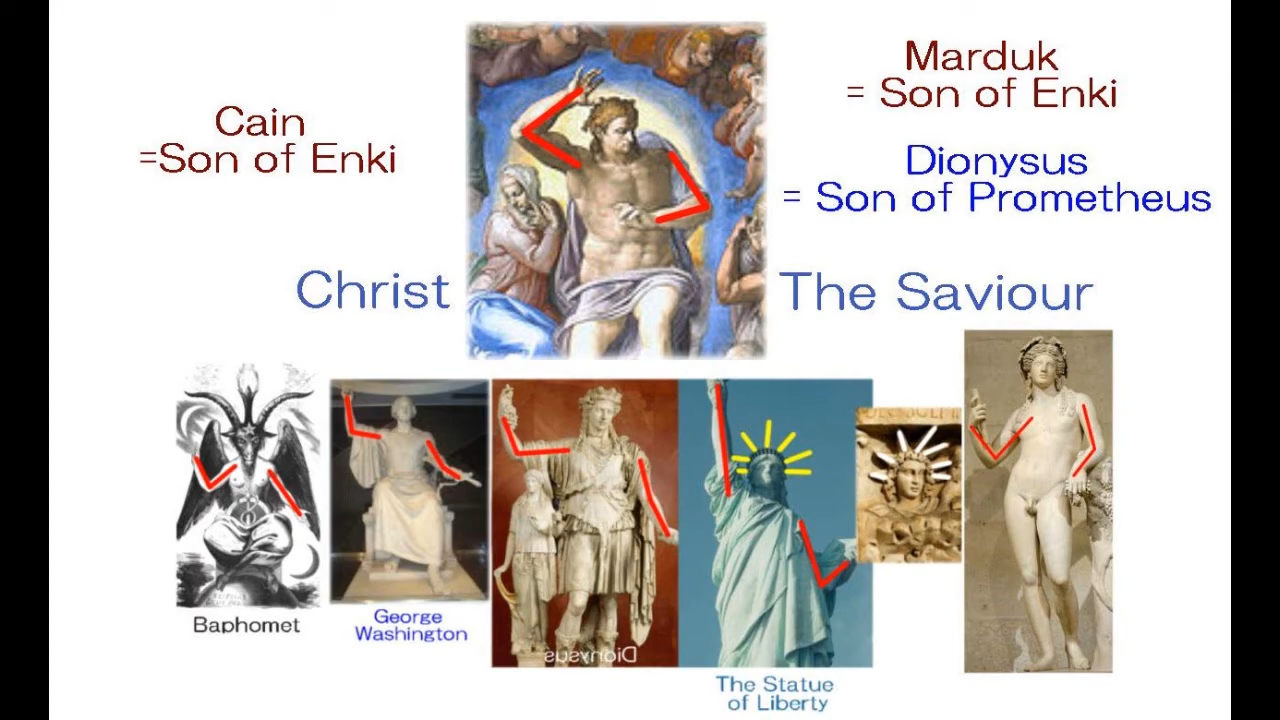 Marduk
= Son of Enki
Cain
=Son of Enki
Dionysus
= Son of Prometheus
Christ
The Saviour
Baphomet
George
Washington
Dionysus
The Statue
of Liberty